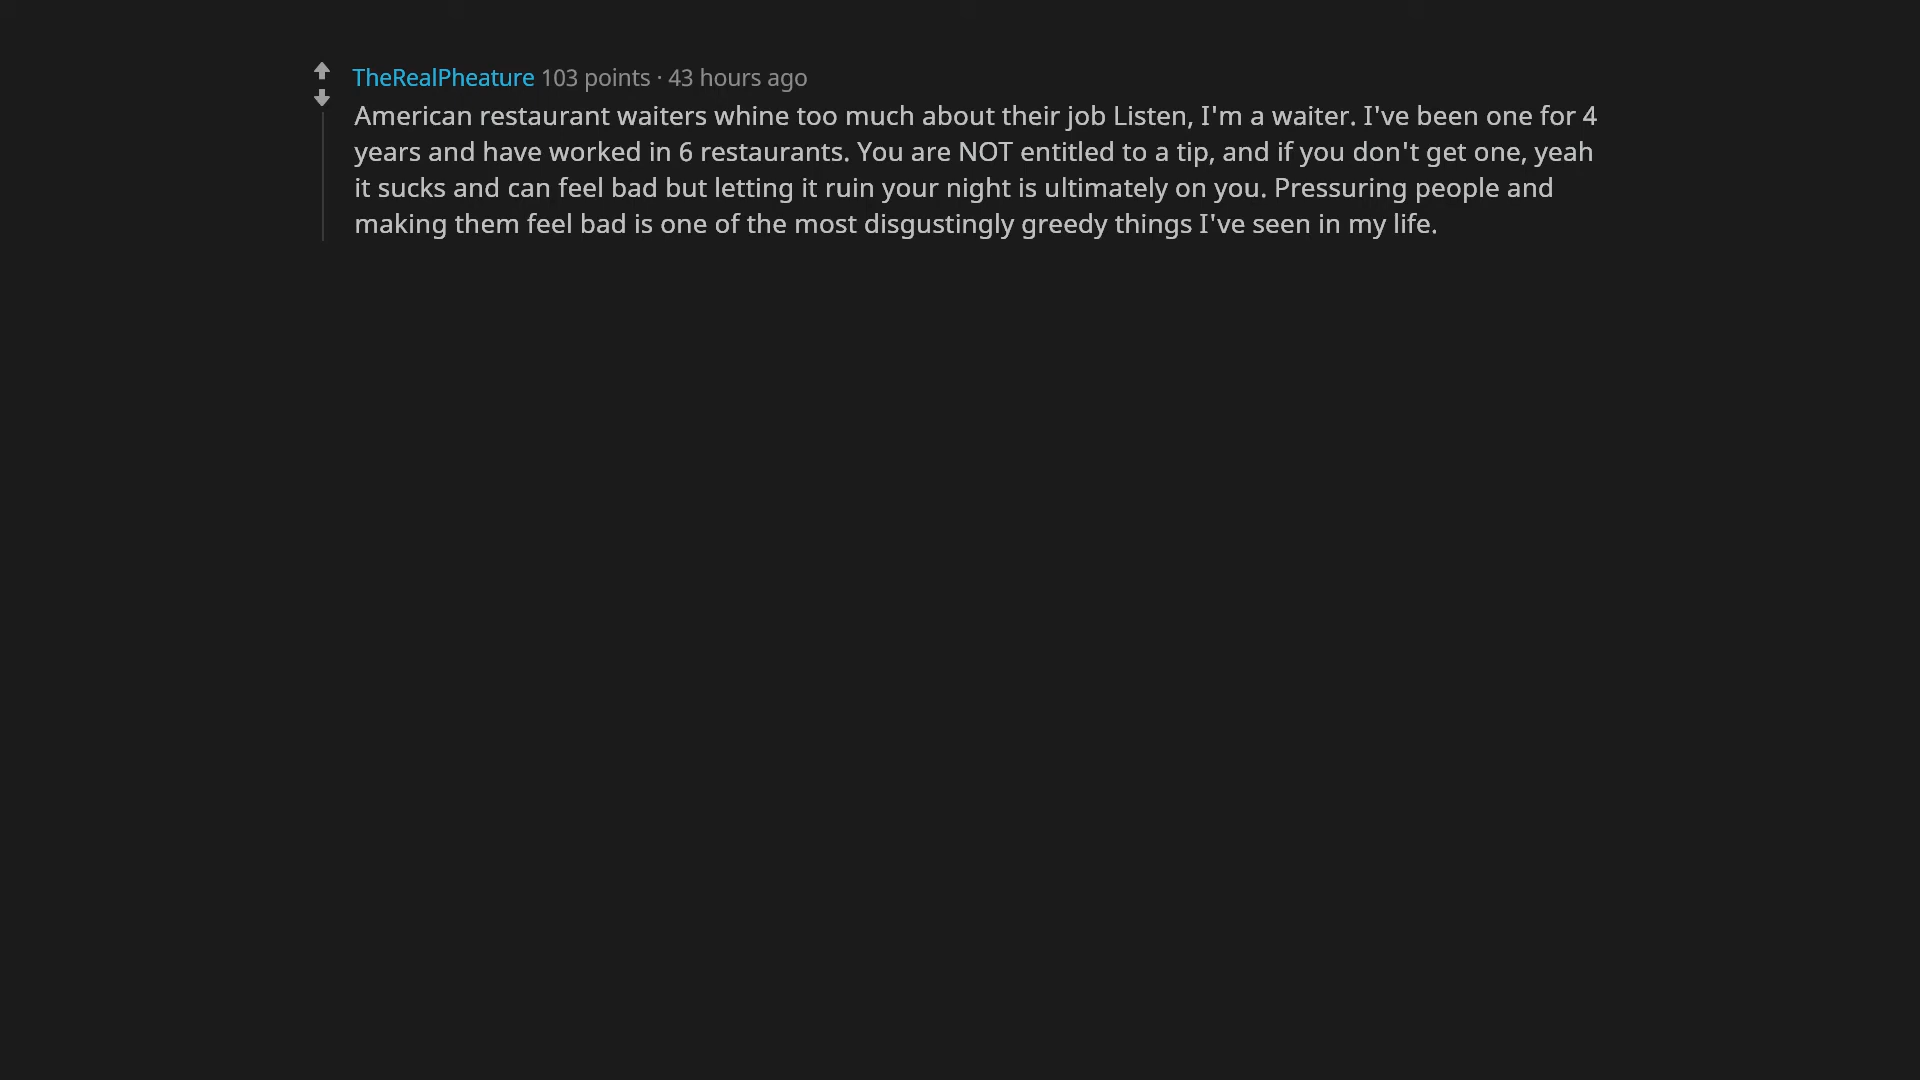 TheRealPheature 103 points · 43 hours ago
American restaurant waiters whine too much about their job Listen, I'm a waiter. I've been one for 4
years and have worked in 6 restaurants. You are NOT entitled to a tip, and if you don't get one, yeah
it sucks and can feel bad but letting it ruin your night is ultimately on you. Pressuring people and
making them feel bad is one of the most disgustingly greedy things I've seen in my life.